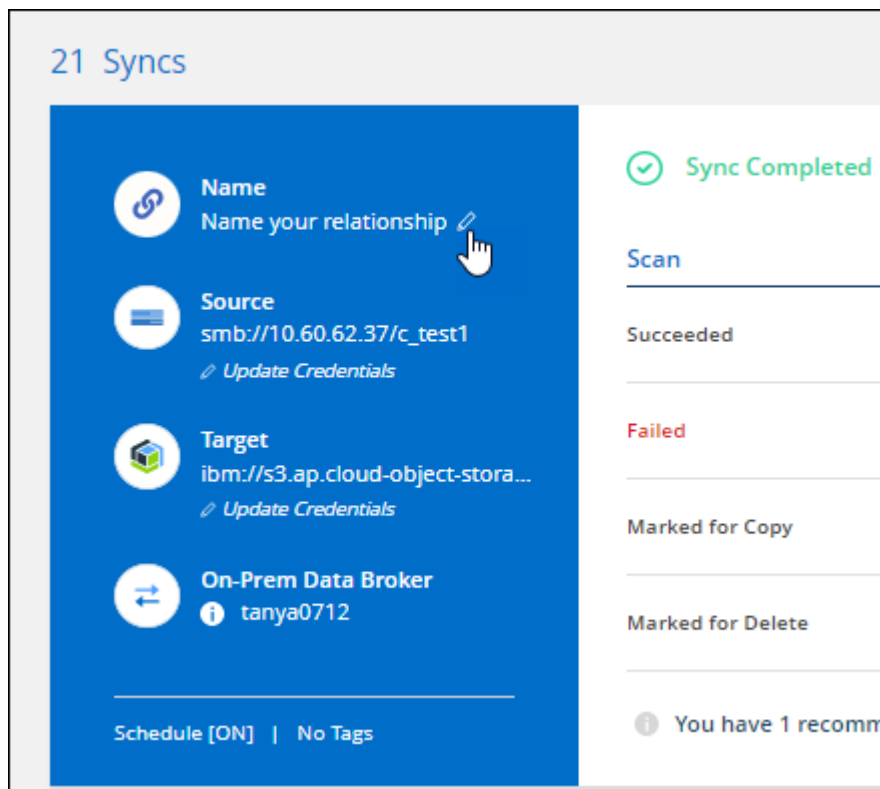 21 Syncs
Name
Name your relationship
Source
smb://10.60.62.37/c_test1
Update Credentials
Target
ibm://s3.ap.cloud-object-stora...
Update Credentials
On-Prem Data Broker
tanya0712
Schedule [ON] | No Tags
Sync Completed
Scan
Succeeded
Failed
Marked for Copy
Marked for Delete
You have 1 recomm